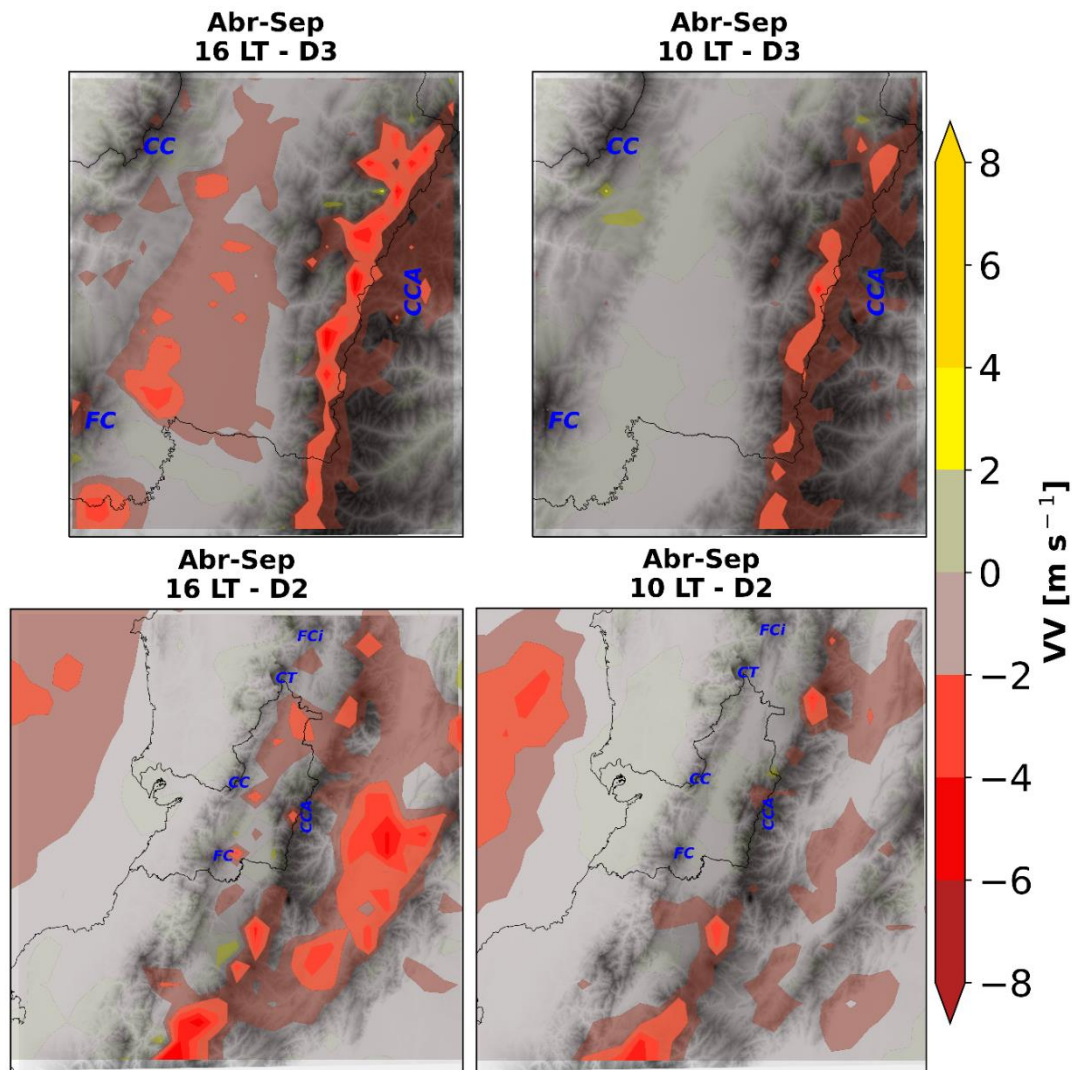 Abr-Sep
16 LT - D3
Abr-Sep
10 LT - D3
CC
CCA
FC
CC
CCA
FC
Abr-Sep
16 LT - D2
Abr-Sep
10 LT - D2
FCi
CT
CC
CCA
FC
FCi
CT
CC
CCA
FC
8
6
4
2
0
−2
−4
−6
−8
VV [m s⁻¹]